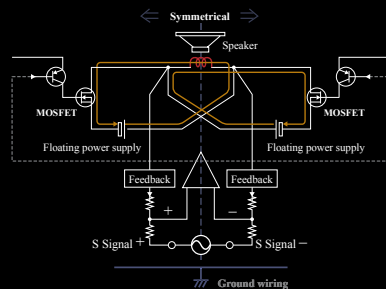 Symmetrical
Speaker
MOSFET
MOSFET
Floating power supply
Floating power supply
Feedback
Feedback
+
−
S Signal +
S Signal −
Ground wiring